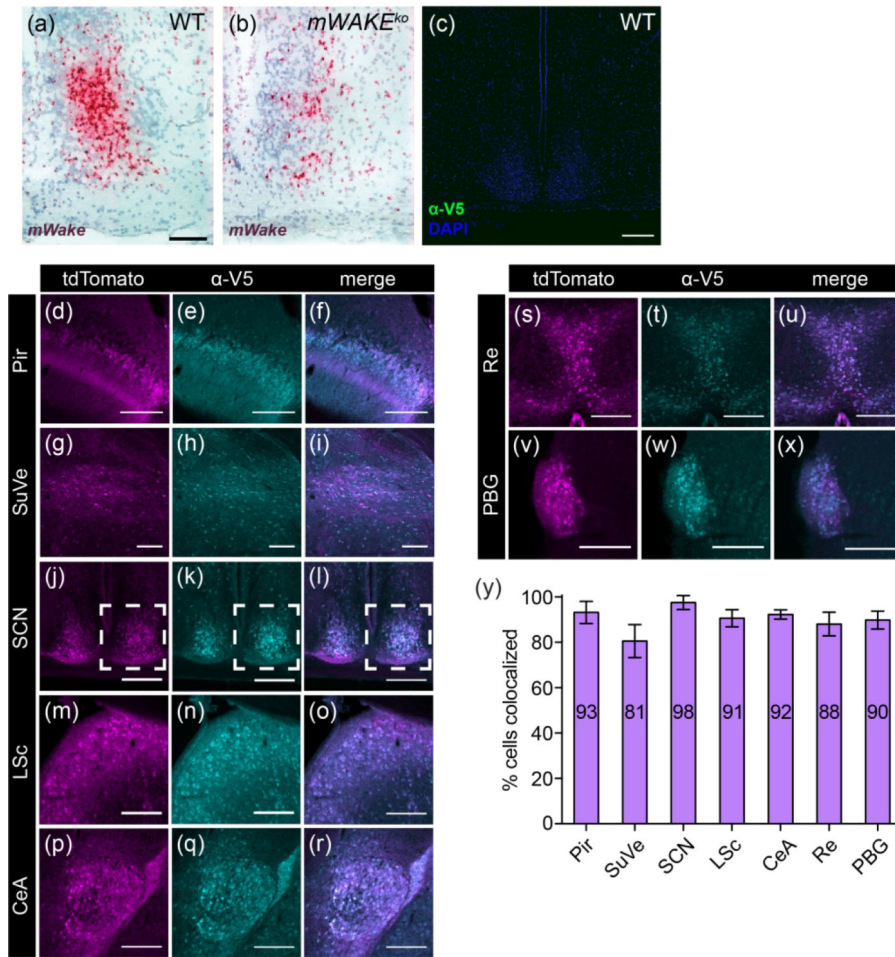 (a) WT
(b) mWAKEko
(c) WT
mWake
mWake
α-V5
DAPI
tdTomato α-V5 merge
Pir (d) (e) (f)
SuVe (g) (h) (i)
SCN (j) (k) (l)
LSc (m) (n) (o)
CeA (p) (q) (r)
tdTomato α-V5 merge
Re (s) (t) (u)
PBG (v) (w) (x)
(y)
% cells colocalized
100
80
60
40
20
0
93 81 98 91 92 88 90
Pir SuVe SCN LSc CeA Re PBG